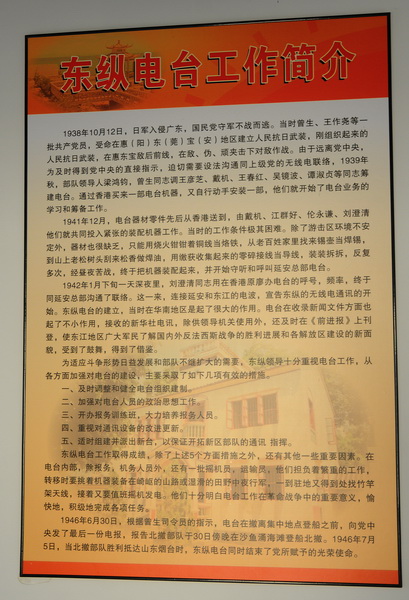 东纵电台工作简介
1938年10月12日，日军入侵广东，国民党守军不战而逃。当时曾生、王作尧等一
批共产党员，受命在惠（阳）东（莞）宝（安）地区建立人民抗日武装，刚组织起来的
人民抗日武装，在惠东宝敌后前线，在敌、伪、顽夹击下对敌作战。由于远离党中央，
为及时得到党中央的直接指示，迫切需要设法沟通同上级党的无线电联络，1939年
秋，部队领导人梁鸿钧，曾生同志调王彦芝、戴机、王春红、吴镜波、谭淑贞等同志筹
建电台。通过香港买来一部电台机器，又自行动手安装一部，他们就开始了电台业务的
学习和筹备工作。
1941年12月，电台器材零件先后从香港送到，由戴机、江群好、伦永谦、刘澄清
他们就共同投入紧张的装配机器工作。当时的工作条件极其困难。除了游击区环境不安
定外，器材也很缺乏，只能用烧火钳钳着铜线当烙铁，从老百姓家里找来锡壶当焊锡，
到山上老松树头刮来松香做焊油，用缴获收集起来的零碎接线当导线，装装拆拆，反复
多次，经昼夜苦战，终于把机器装配起来，并开始守听和呼叫延安总部电台。
1942年1月下旬一天深夜里，刘澄清同志用在香港原廖办电台的呼号，频率，终于
同延安总部沟通了联络。这一来，连接延安和东江的电波，宣告东纵的无线电通讯的开
始。东纵电台的建立，当时在华南地区是起了很大的作用。电台在收录新闻文件方面也
起了不小作用，接收的新华社电讯，除供领导机关使用外，还及时在《前进报》上刊
登，使东江地区广大军民了解国内外反法西斯战争的胜利进展和各解放区建设的新面
貌，受到了鼓舞，得到了借鉴。
为适应斗争形势日益发展和部队不断扩大的需要，东纵领导十分重视电台工作，从
各方面加强对电台的建设，主要采取了如下几项有效的措施。
一、及时调整和健全电台组织建制。
二、加强对电台人员的政治思想工作。
三、开办报务训练班，大力培养报务人员。
四、重视对通讯设备的改进更新。
五、适时组建并派出新台，以保证开拓新区部队的通讯 指挥。
东纵电台工作取得成绩，除了上述5个方面措施之外，还有其他一些重要因素。在
电台内部，除报务，机务人员外，还有一批摇机员、运输员，他们担负着繁重的工作，
转移时要挑着机器装备在崎岖的山路或湿滑的田野中夜行军，一到驻地又得到处找竹竿
架天线，接着又要值班摇机发电。他们十分明白电台工作在革命战争中的重要意义，愉
快地，积极地完成各项任务。
1946年6月30日，根据曾生司令员的指示，电台在撤离集中地点登船之前，向党中
央发了最后一份电报，报告北撤部队于30日傍晚在沙鱼涌海滩登船北撤。1946年7月
5日，当北撤部队胜利抵达山东烟台时，东纵电台同时结束了党所赋予的光荣使命。